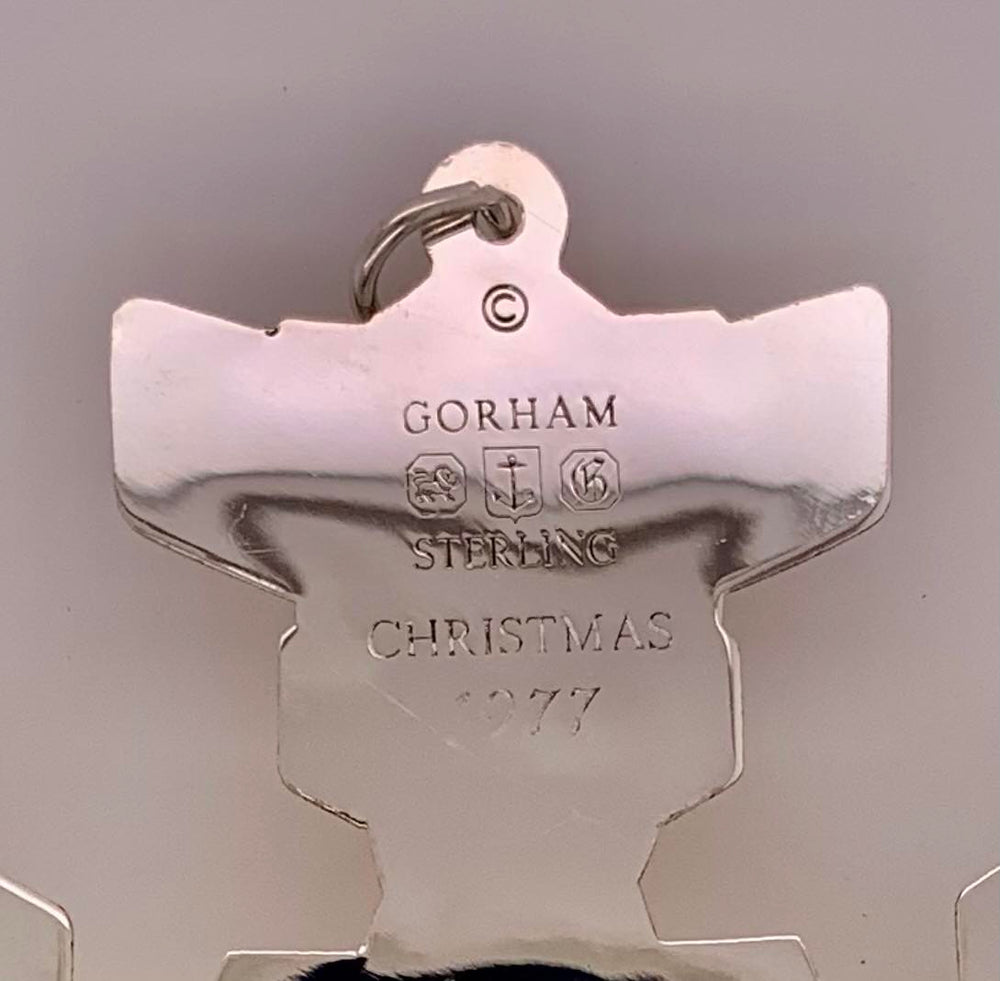 ©
GORHAM
G
STERLING
CHRISTMAS
1977